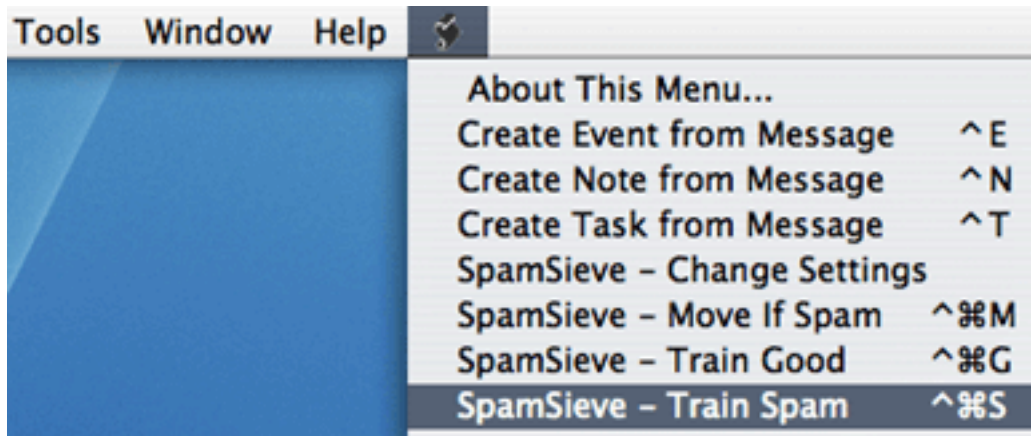 Tools Window Help
About This Menu...
Create Event from Message ^E
Create Note from Message ^N
Create Task from Message ^T
SpamSieve – Change Settings
SpamSieve – Move If Spam ^⌘M
SpamSieve – Train Good ^⌘G
SpamSieve – Train Spam ^⌘S